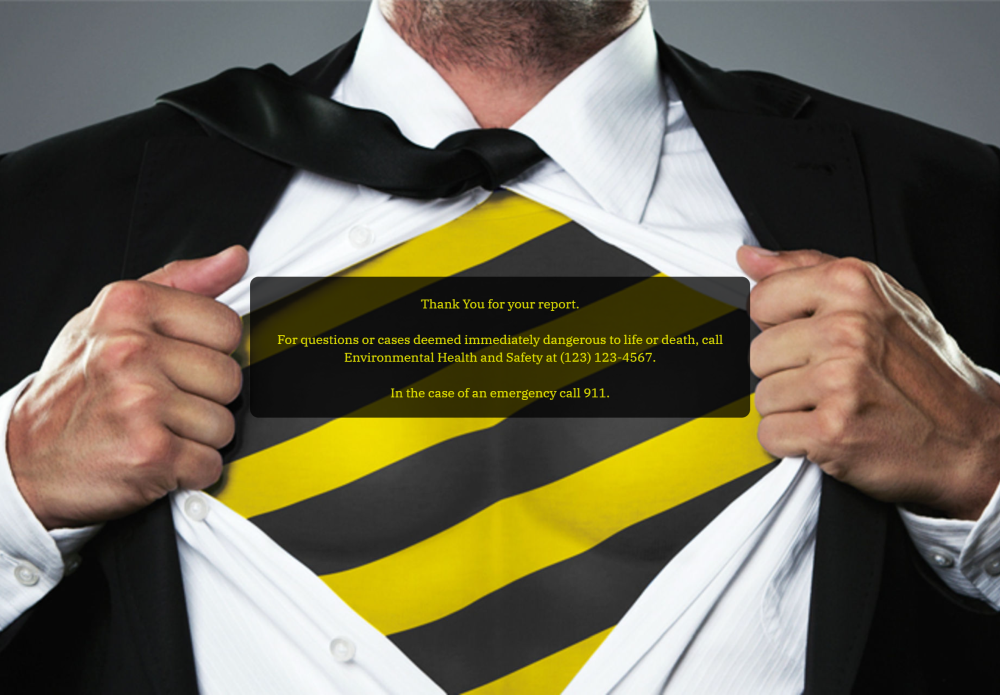 Thank You for your report.
For questions or cases deemed immediately dangerous to life or death, call
Environmental Health and Safety at (123) 123-4567.
In the case of an emergency call 911.